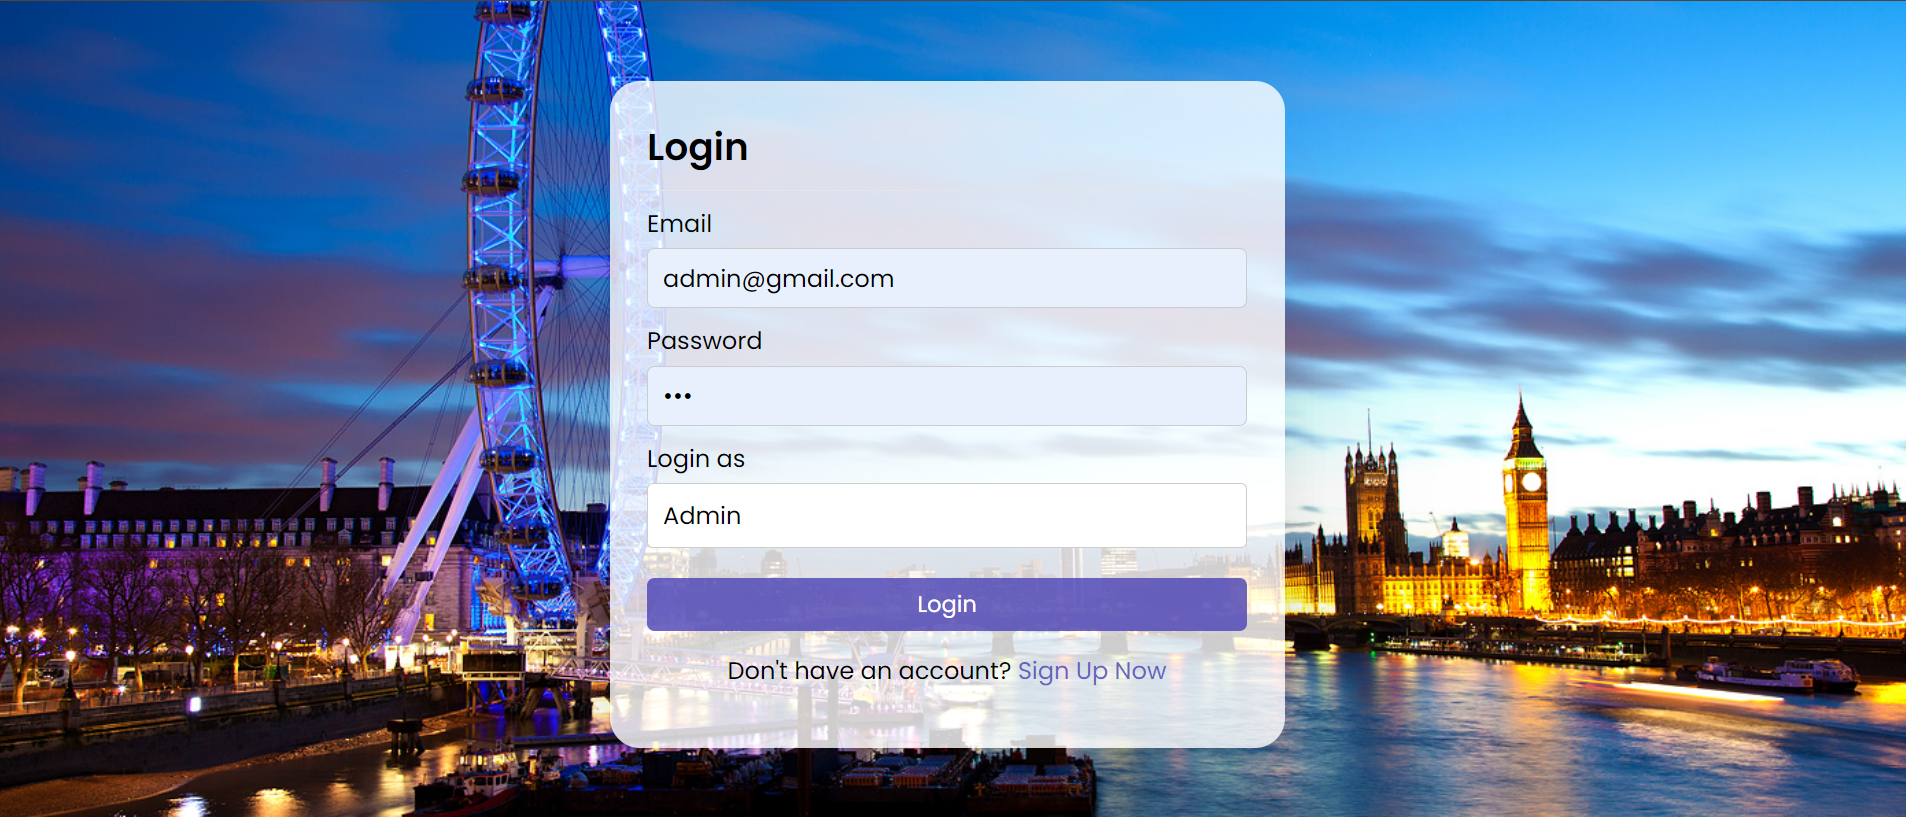 Login
Email
admin@gmail.com
Password
•••
Login as
Admin
Login
Don't have an account? Sign Up Now